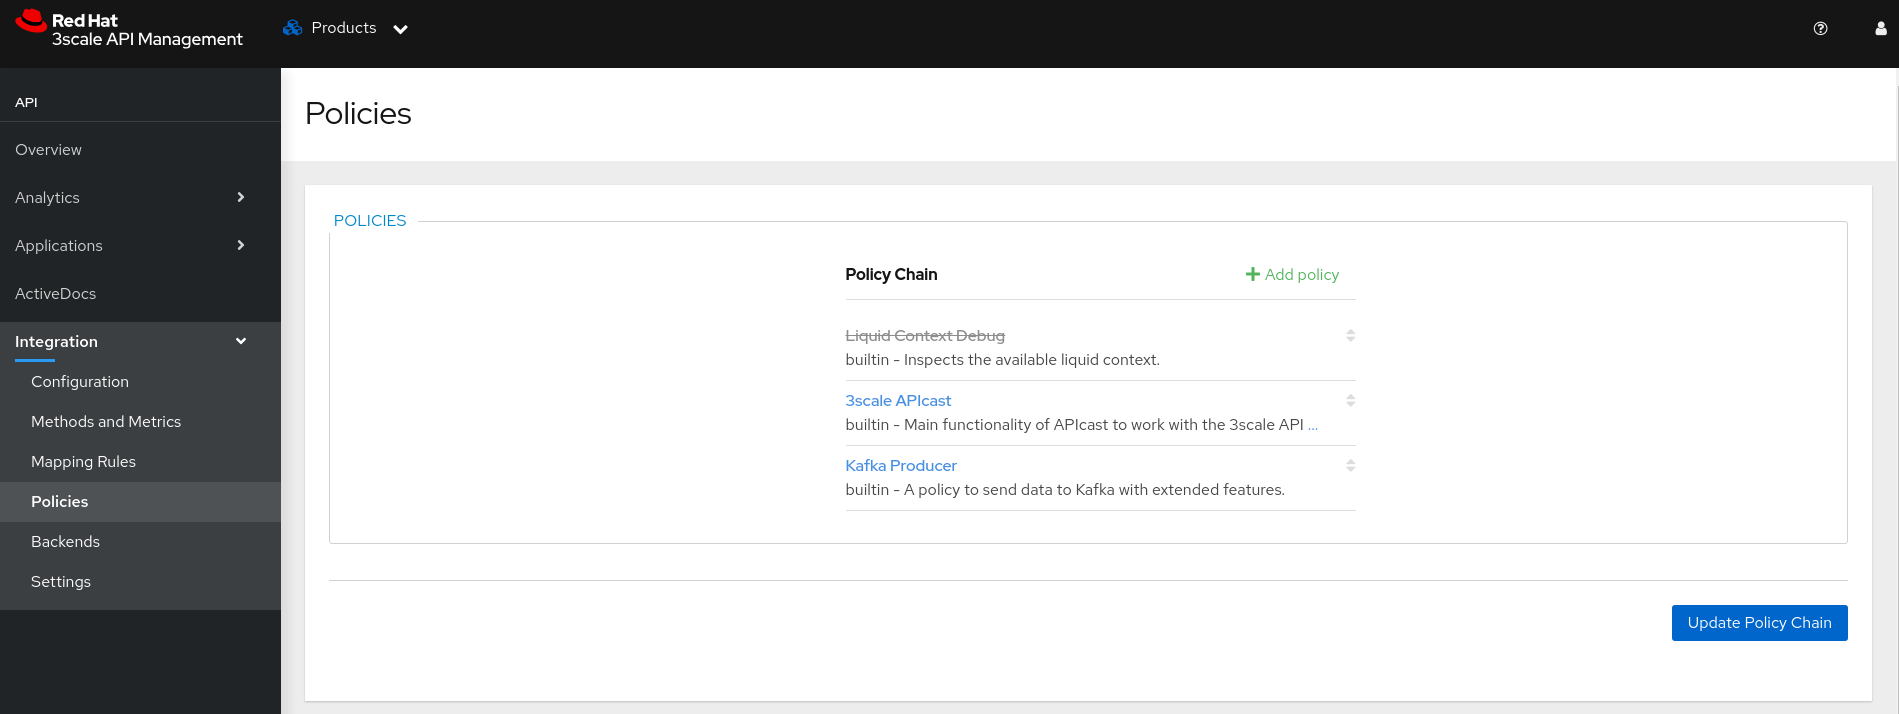 Red Hat
3scale API Management
Products
API
Overview
Analytics
Applications
ActiveDocs
Integration
Configuration
Methods and Metrics
Mapping Rules
Policies
Backends
Settings
Policies
POLICIES
Policy Chain
Add policy
Liquid Context Debug
builtin - Inspects the available liquid context.
3scale APIcast
builtin - Main functionality of APIcast to work with the 3scale API ...
Kafka Producer
builtin - A policy to send data to Kafka with extended features.
Update Policy Chain